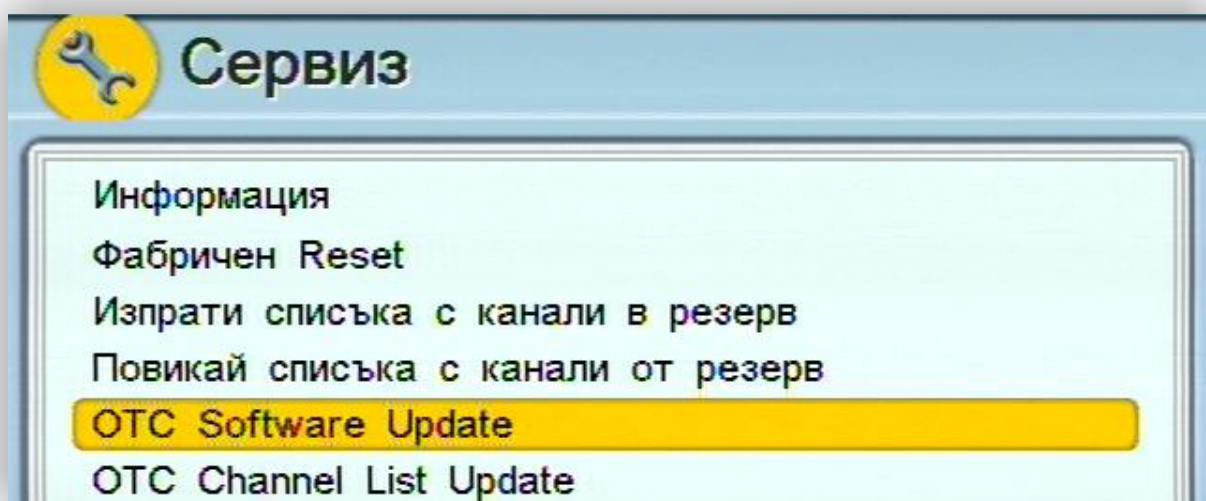 Сервиз
Информация
Фабричен Reset
Изпрати списъка с канали в резерв
Повикай списъка с канали от резерв
OTC Software Update
OTC Channel List Update